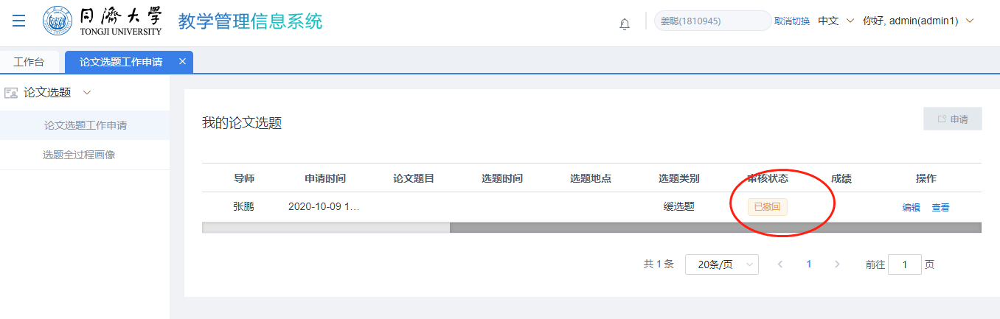 同濟大学
TONGJI UNIVERSITY
教学管理信息系统
姜聪(1810945) 取消切换 中文 你好, admin(admin1)
工作台 论文选题工作申请 ×
论文选题
论文选题工作申请
选题全过程画像
我的论文选题 申请
导师 申请时间 论文题目 选题时间 选题地点 选题类别 审核状态 成绩 操作
张鹏 2020-10-09 1... 缓选题 已撤回 编辑 查看
共 1 条 20条/页 1 前往 1 页